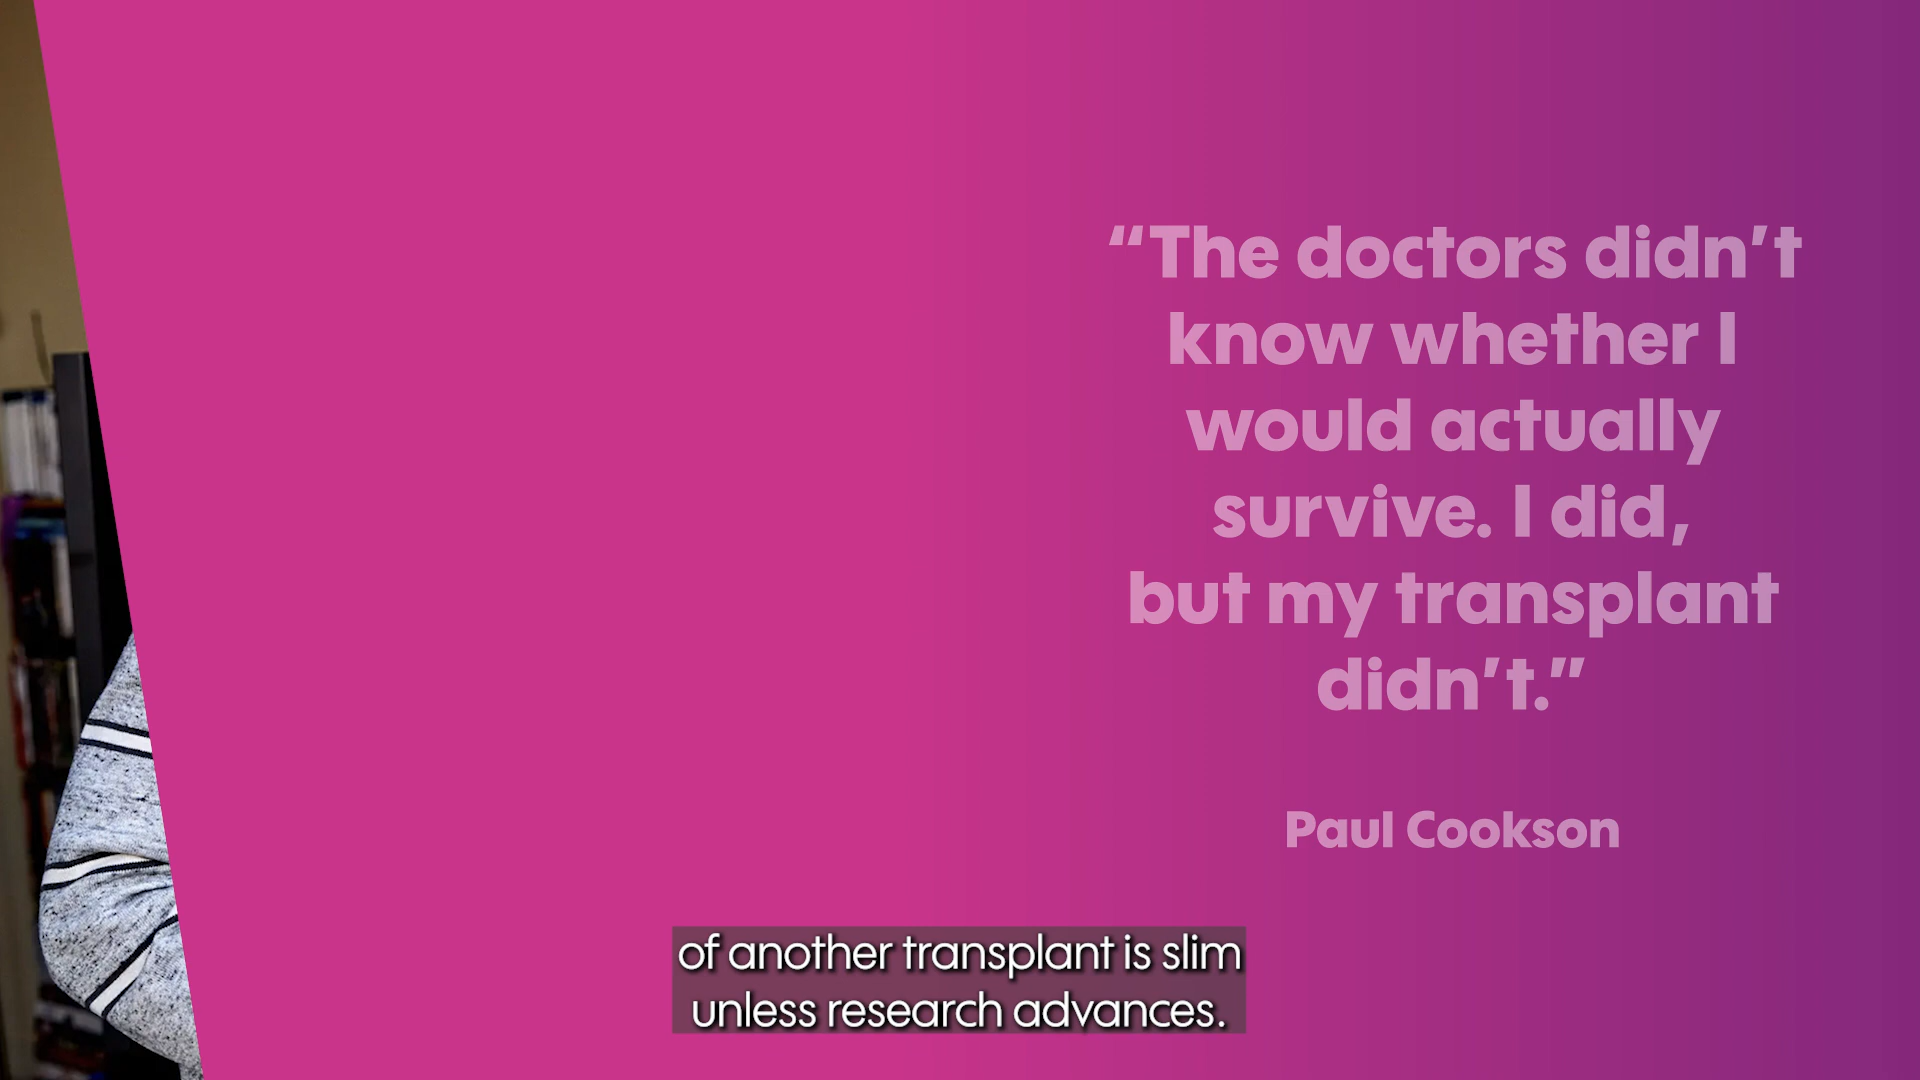 “The doctors didn’t
know whether I
would actually
survive. I did,
but my transplant
didn’t.”
Paul Cookson
of another transplant is slim
unless research advances.